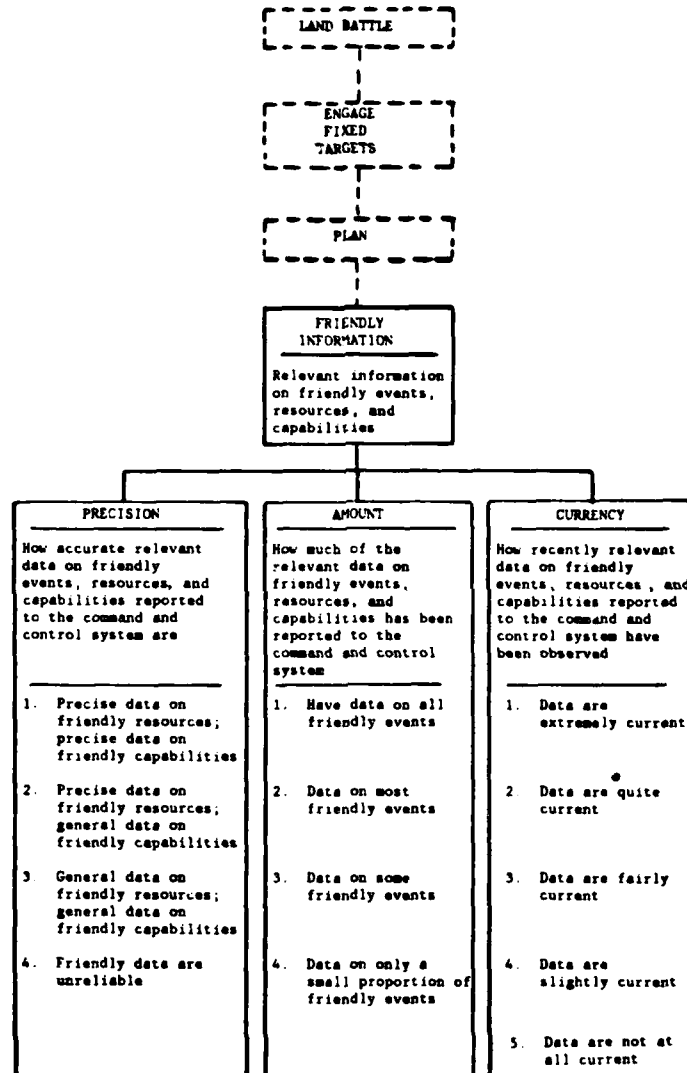 LAND BATTLE
ENGAGE
FIXED
TARGETS
PLAN
FRIENDLY
INFORMATION
Relevant information
on friendly events,
resources, and
capabilities
PRECISION
How accurate relevant
data on friendly
events, resources, and
capabilities reported
to the command and
control system are
1. Precise data on
friendly resources;
precise data on
friendly capabilities
2. Precise data on
friendly resources;
general data on
friendly capabilities
3. General data on
friendly resources;
general data on
friendly capabilities
4. Friendly data are
unreliable
AMOUNT
How much of the
relevant data on
friendly events,
resources, and
capabilities has been
reported to the
command and control
system
1. Have data on all
friendly events
2. Data on most
friendly events
3. Data on some
friendly events
4. Data on only a
small proportion of
friendly events
CURRENCY
How recently relevant
data on friendly
events, resources, and
capabilities reported
to the command and
control system have
been observed
1. Data are
extremely current
2. Data are quite
current
3. Data are fairly
current
4. Data are
slightly current
5. Data are not at
all current